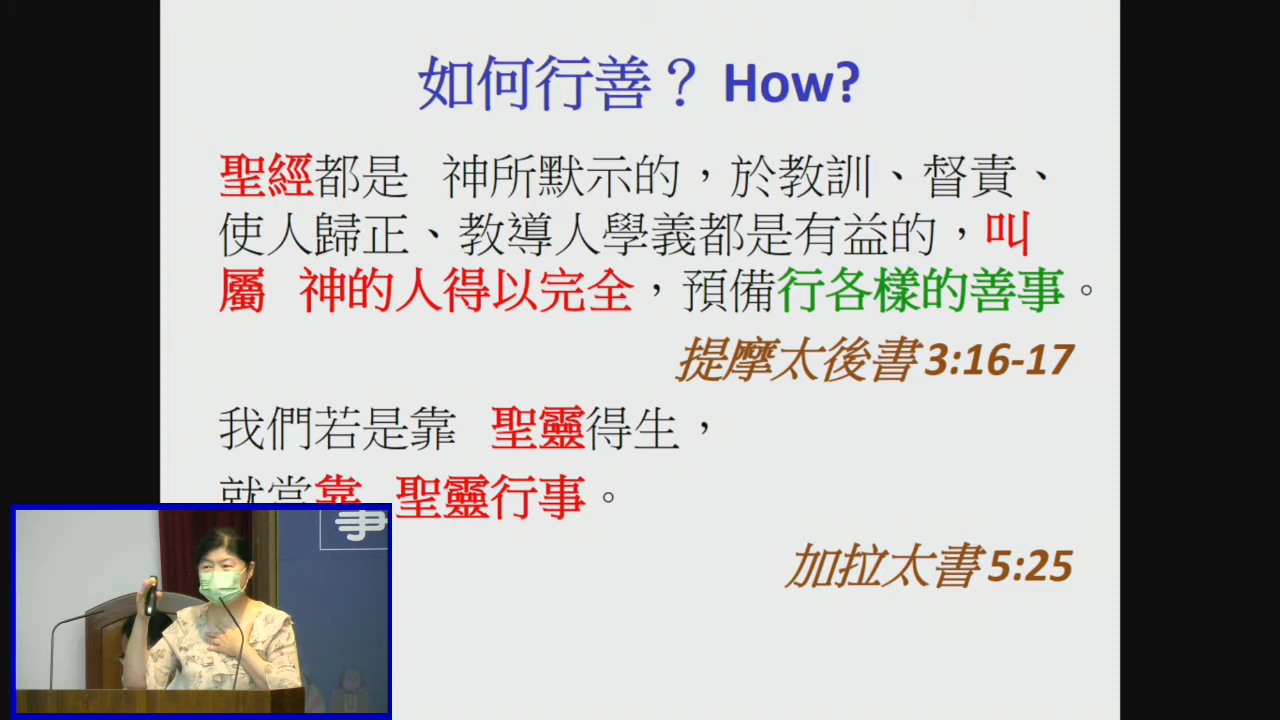 如何行善？ How?
聖經都是 神所默示的，於教訓、督責、
使人歸正、教導人學義都是有益的，叫
屬 神的人得以完全，預備行各樣的善事。
提摩太後書 3:16-17
我們若是靠 聖靈得生，
就當靠 聖靈行事。
加拉太書 5:25
事